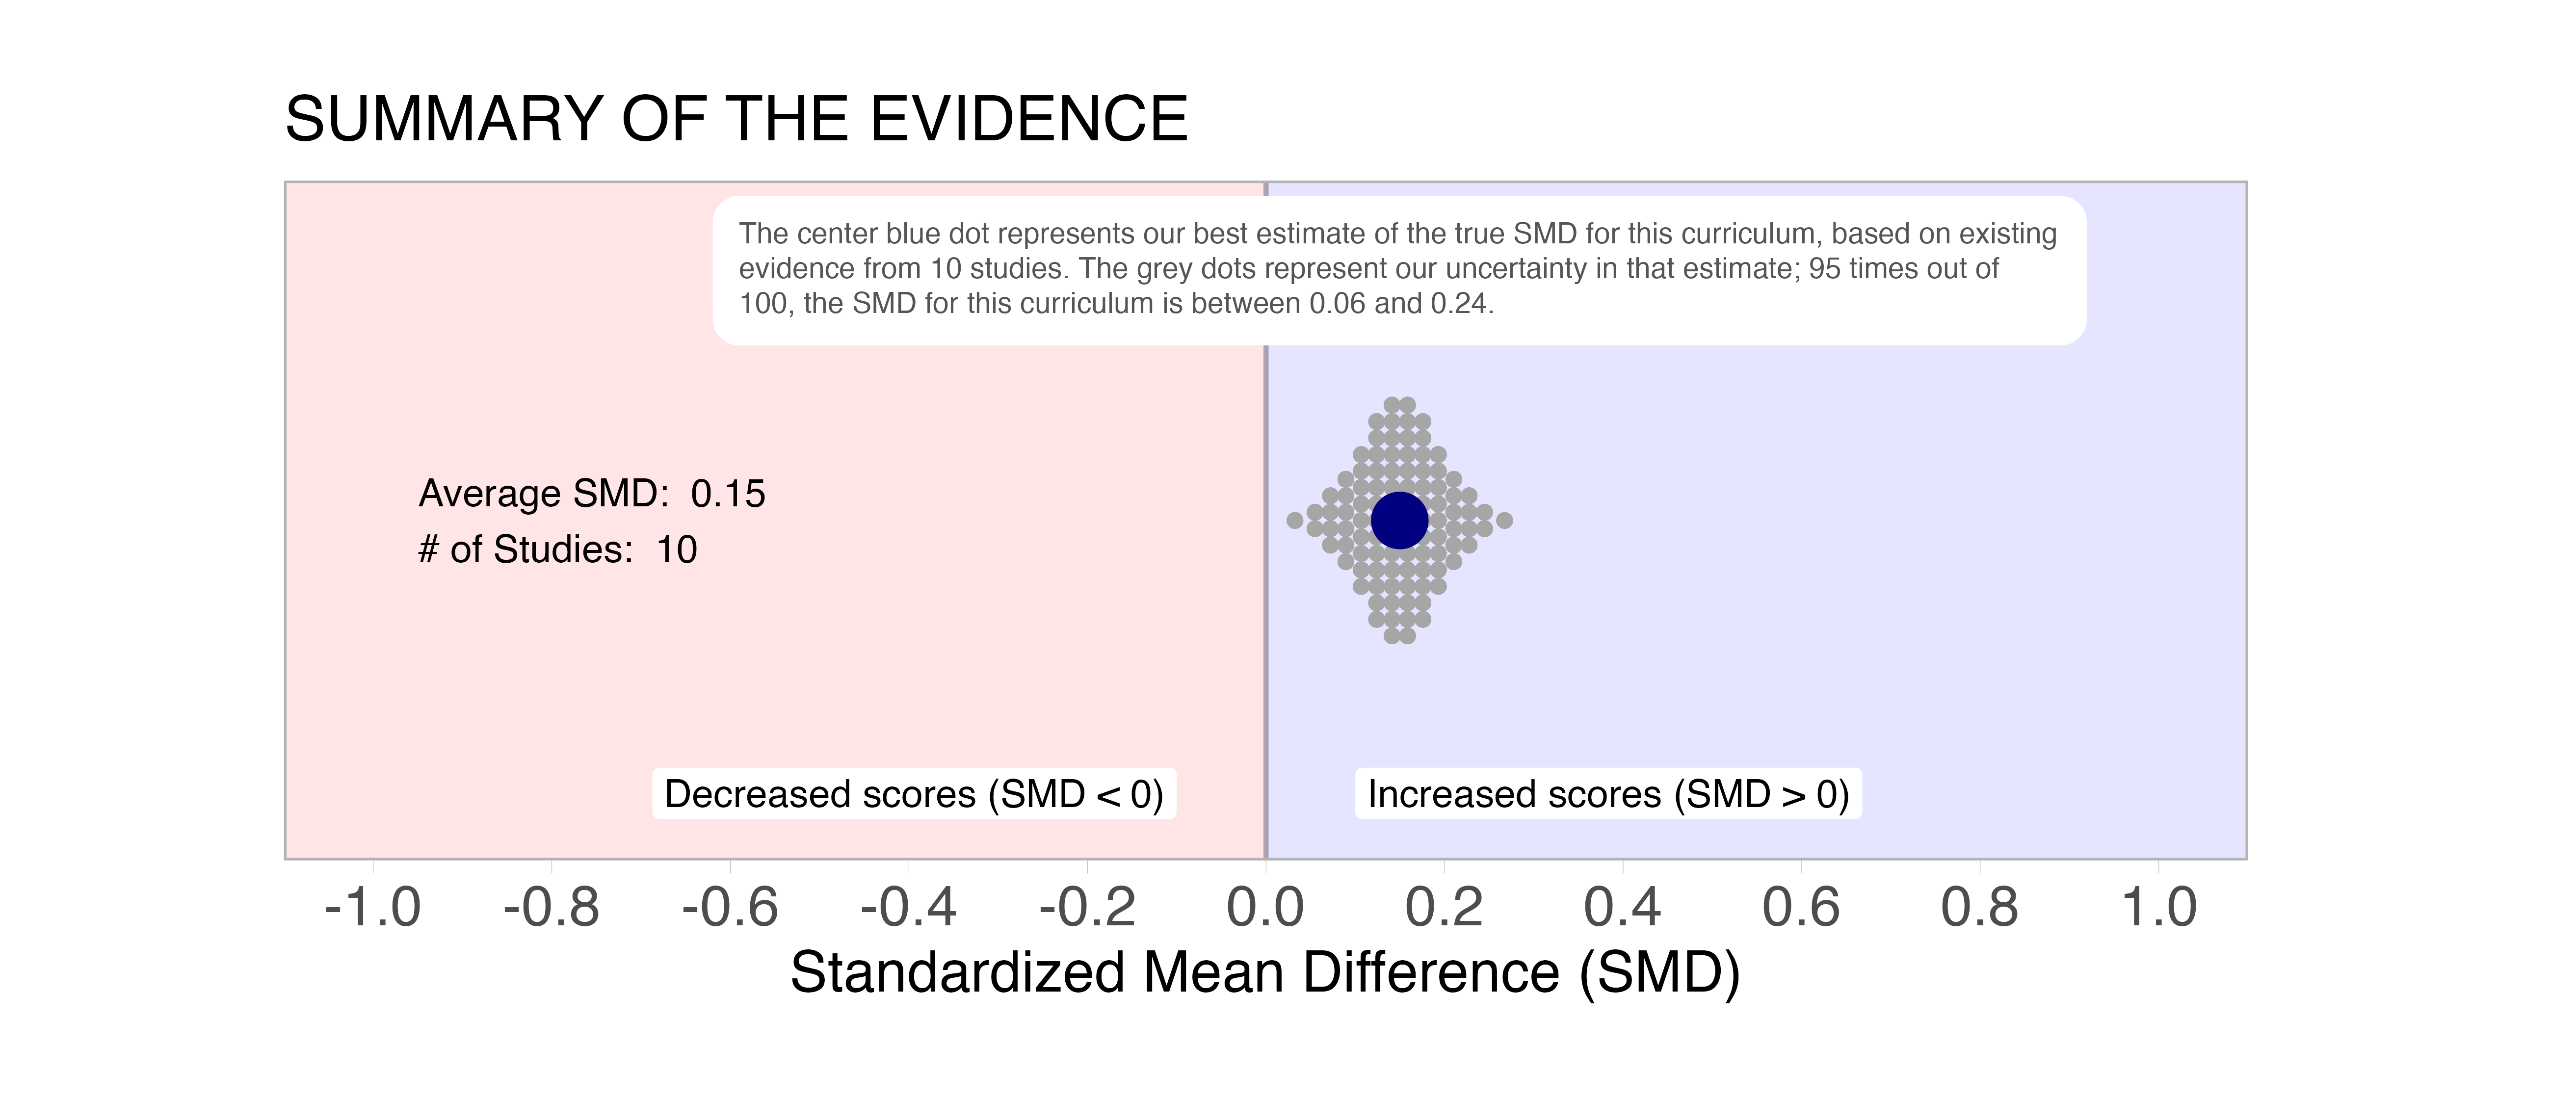 SUMMARY OF THE EVIDENCE
The center blue dot represents our best estimate of the true SMD for this curriculum, based on existing
evidence from 10 studies. The grey dots represent our uncertainty in that estimate; 95 times out of
100, the SMD for this curriculum is between 0.06 and 0.24.
Average SMD: 0.15
# of Studies: 10
Decreased scores (SMD < 0)
Increased scores (SMD > 0)
-1.0 -0.8 -0.6 -0.4 -0.2 0.0 0.2 0.4 0.6 0.8 1.0
Standardized Mean Difference (SMD)